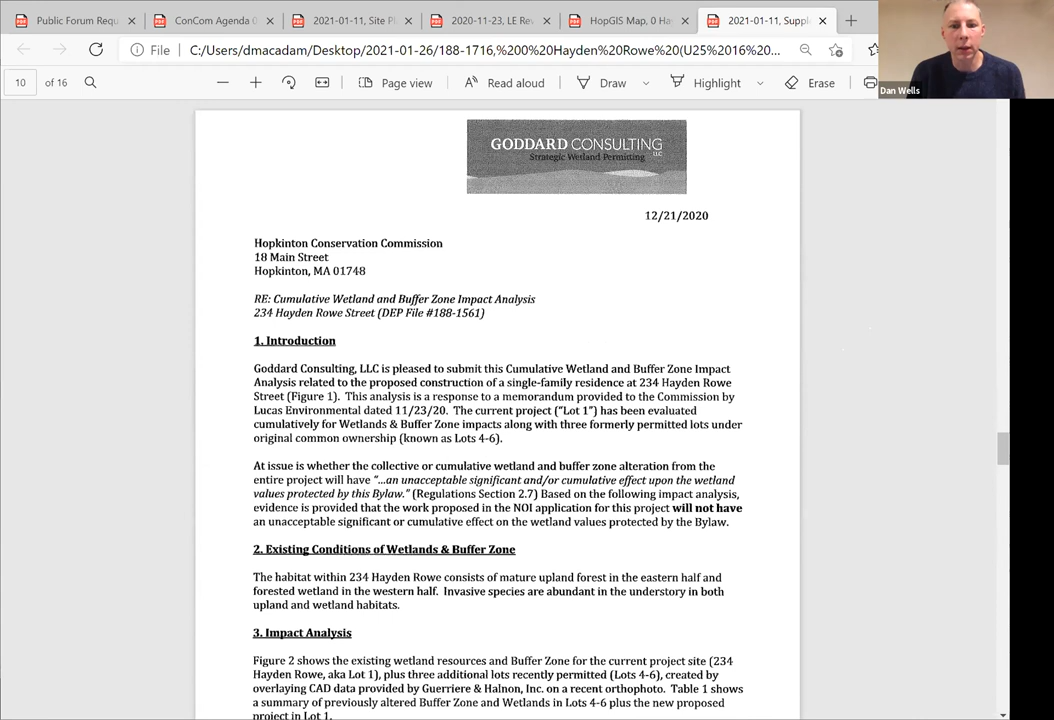 Public Forum Requ
ConCom Agenda 0
2021-01-11, Site Pl
2020-11-23, LE Rev
HopGIS Map, 0 Ha
2021-01-11, Suppl
File
C:/Users/dmacadam/Desktop/2021-01-26/188-1716,%200%20Hayden%20Rowe%20(U25%2016%20...
10 of 16
Page view
Read aloud
Draw
Highlight
Erase
Dan Wells
GODDARD CONSULTING
LLC
Strategic Wetland Permitting
12/21/2020
Hopkinton Conservation Commission
18 Main Street
Hopkinton, MA 01748
RE: Cumulative Wetland and Buffer Zone Impact Analysis
234 Hayden Rowe Street (DEP File #188-1561)
1. Introduction
Goddard Consulting, LLC is pleased to submit this Cumulative Wetland and Buffer Zone Impact
Analysis related to the proposed construction of a single-family residence at 234 Hayden Rowe
Street (Figure 1). This analysis is a response to a memorandum provided to the Commission by
Lucas Environmental dated 11/23/20. The current project ("Lot 1") has been evaluated
cumulatively for Wetlands & Buffer Zone impacts along with three formerly permitted lots under
original common ownership (known as Lots 4-6).
At issue is whether the collective or cumulative wetland and buffer zone alteration from the
entire project will have "...an unacceptable significant and/or cumulative effect upon the wetland
values protected by this Bylaw." (Regulations Section 2.7) Based on the following impact analysis,
evidence is provided that the work proposed in the NOI application for this project will not have
an unacceptable significant or cumulative effect on the wetland values protected by the Bylaw.
2. Existing Conditions of Wetlands & Buffer Zone
The habitat within 234 Hayden Rowe consists of mature upland forest in the eastern half and
forested wetland in the western half. Invasive species are abundant in the understory in both
upland and wetland habitats.
3. Impact Analysis
Figure 2 shows the existing wetland resources and Buffer Zone for the current project site (234
Hayden Rowe, aka Lot 1), plus three additional lots recently permitted (Lots 4-6), created by
overlaying CAD data provided by Guerriere & Halnon, Inc. on a recent orthophoto. Table 1 shows
a summary of previously altered Buffer Zone and Wetlands in Lots 4-6 plus the new proposed
project in Lot 1.